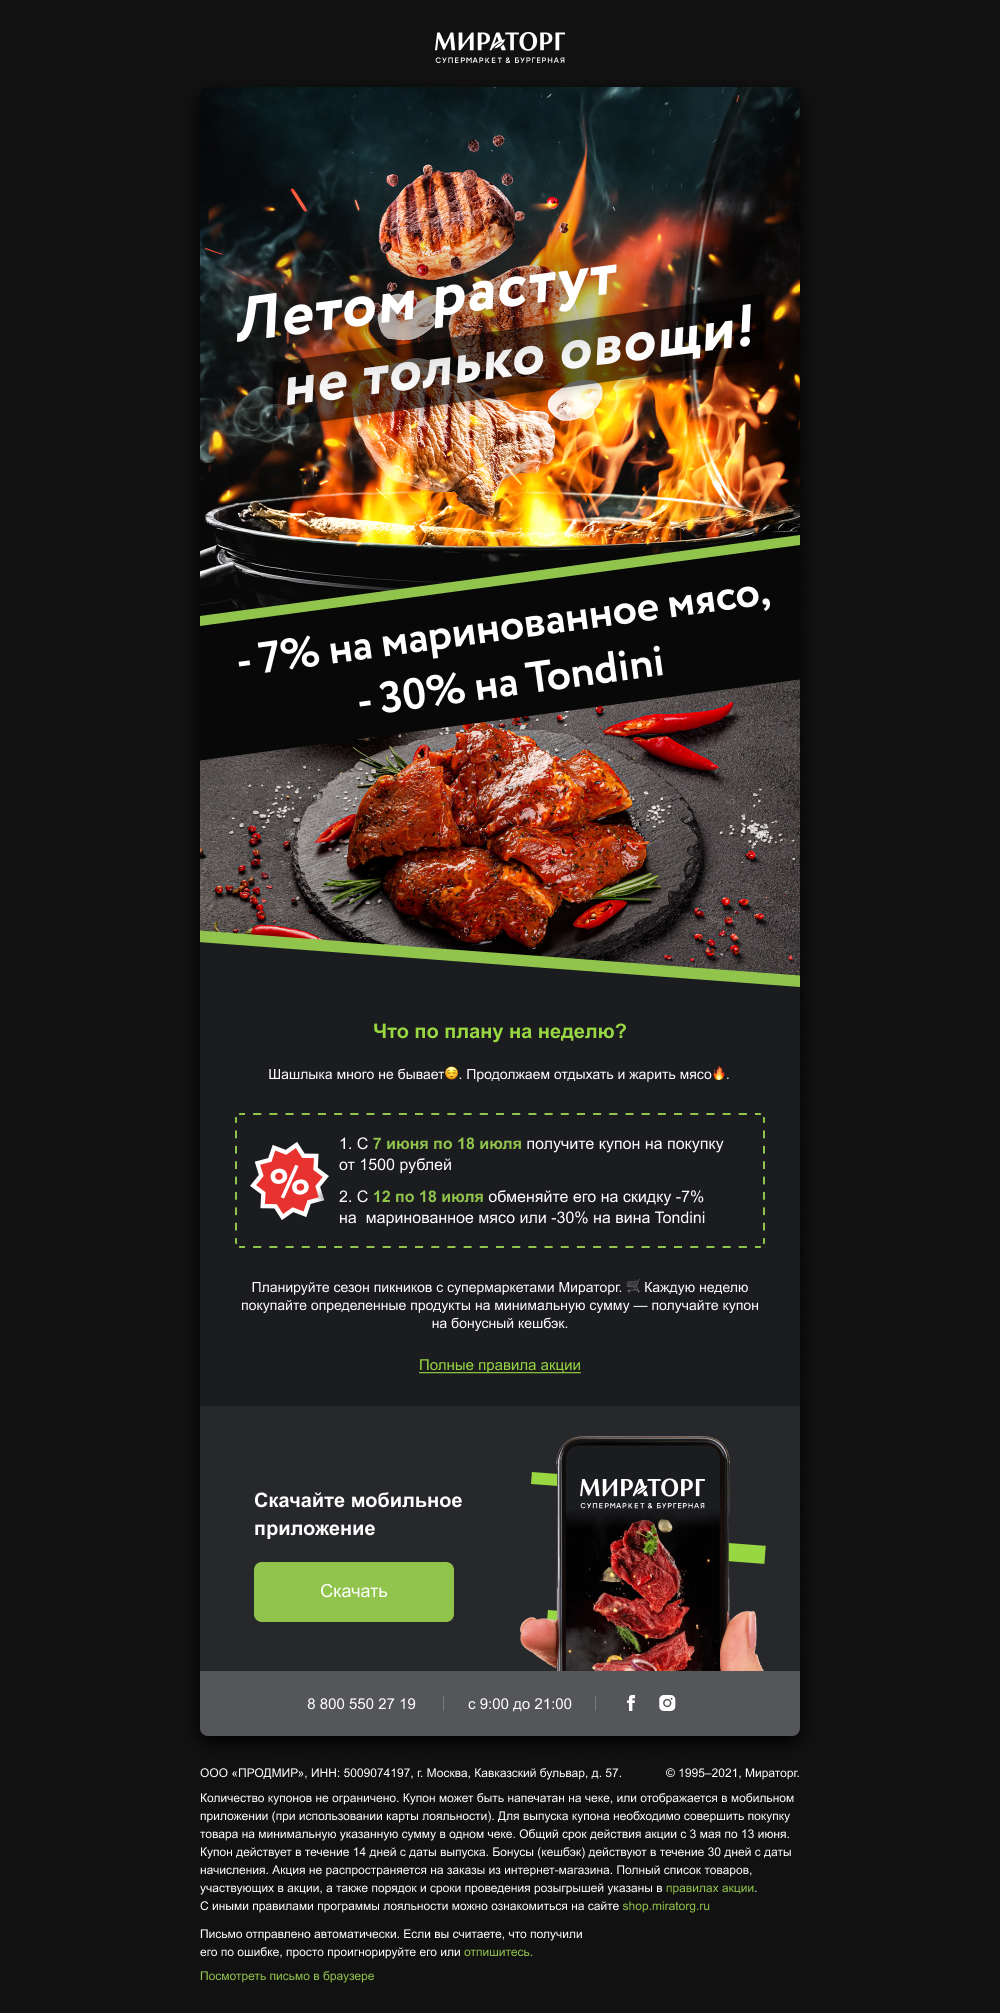 МИРАТОРГ
СУПЕРМАРКЕТ & БУРГЕРНАЯ
Летом растут
не только овощи!
- 7% на маринованное мясо,
- 30% на Tondini
Что по плану на неделю?
Шашлыка много не бывает😌. Продолжаем отдыхать и жарить мясо🔥.
%
1. С 7 июня по 18 июля получите купон на покупку
от 1500 рублей
2. С 12 по 18 июля обменяйте его на скидку -7%
на маринованное мясо или -30% на вина Tondini
Планируйте сезон пикников с супермаркетами Мираторг. 🛒 Каждую неделю
покупайте определенные продукты на минимальную сумму — получайте купон
на бонусный кешбэк.
Полные правила акции
Скачайте мобильное
приложение
Скачать
МИРАТОРГ
СУПЕРМАРКЕТ & БУРГЕРНАЯ
8 800 550 27 19
с 9:00 до 21:00
ООО «ПРОДМИР», ИНН: 5009074197, г. Москва, Кавказский бульвар, д. 57.
© 1995–2021, Мираторг.
Количество купонов не ограничено. Купон может быть напечатан на чеке, или отображается в мобильном
приложении (при использовании карты лояльности). Для выпуска купона необходимо совершить покупку
товара на минимальную указанную сумму в одном чеке. Общий срок действия акции с 3 мая по 13 июня.
Купон действует в течение 14 дней с даты выпуска. Бонусы (кешбэк) действуют в течение 30 дней с даты
начисления. Акция не распространяется на заказы из интернет-магазина. Полный список товаров,
участвующих в акции, а также порядок и сроки проведения розыгрышей указаны в правилах акции.
С иными правилами программы лояльности можно ознакомиться на сайте shop.miratorg.ru
Письмо отправлено автоматически. Если вы считаете, что получили
его по ошибке, просто проигнорируйте его или отпишитесь.
Посмотреть письмо в браузере